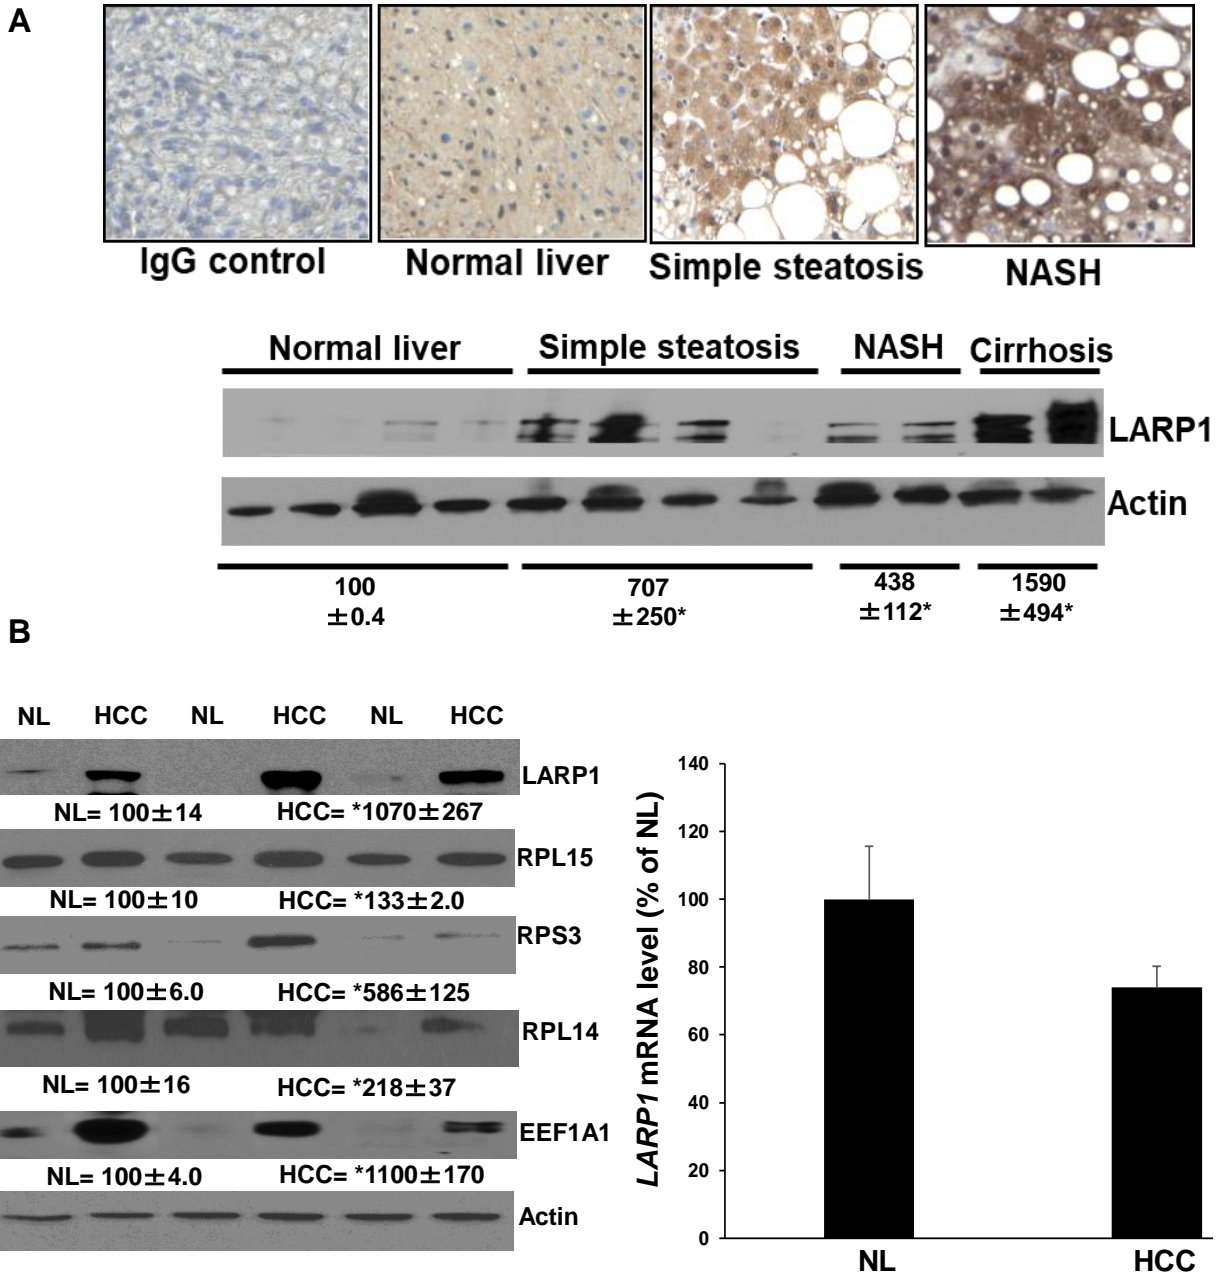 A
IgG control
Normal liver
Simple steatosis
NASH
Normal liver
Simple steatosis
NASH
Cirrhosis
LARP1
Actin
100
±0.4
707
±250*
438
±112*
1590
±494*
B
NL HCC NL HCC NL HCC
LARP1
NL= 100±14 HCC= *1070±267
RPL15
NL= 100±10 HCC= *133±2.0
RPS3
NL= 100±6.0 HCC= *586±125
RPL14
NL= 100±16 HCC= *218±37
EEF1A1
NL= 100±4.0 HCC= *1100±170
Actin
LARP1 mRNA level (% of NL)
140
120
100
80
60
40
20
0
NL HCC